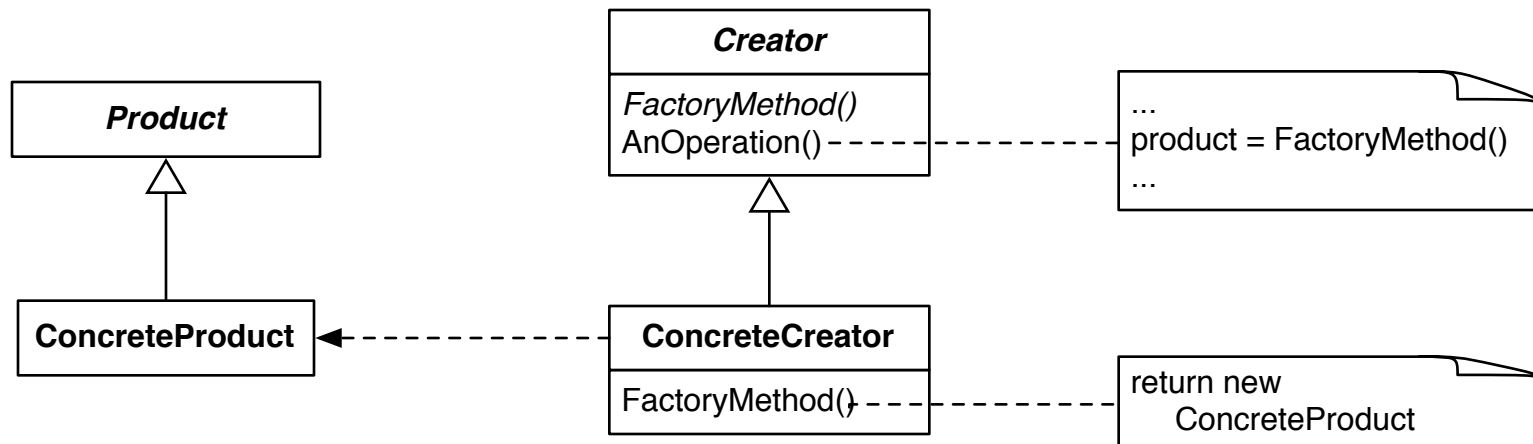 Product
ConcreteProduct
Creator
FactoryMethod()
AnOperation()
ConcreteCreator
FactoryMethod()
...
product = FactoryMethod()
...
return new
ConcreteProduct